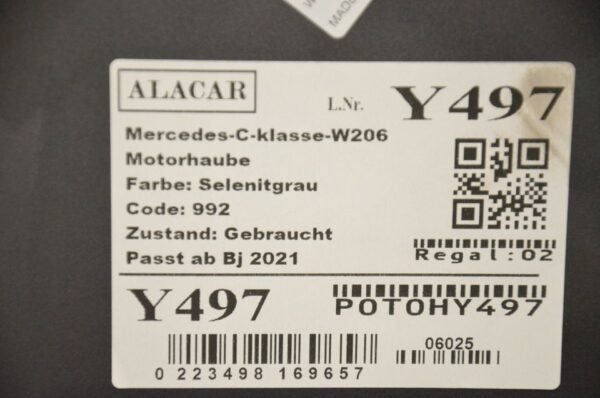 MADE
ALACAR
L.Nr. Y497
Mercedes-C-klasse-W206
Motorhaube
Farbe: Selenitgrau
Code: 992
Zustand: Gebraucht
Passt ab Bj 2021
Regal:02
Y497
POTOHY497
06025
0 223498 169657